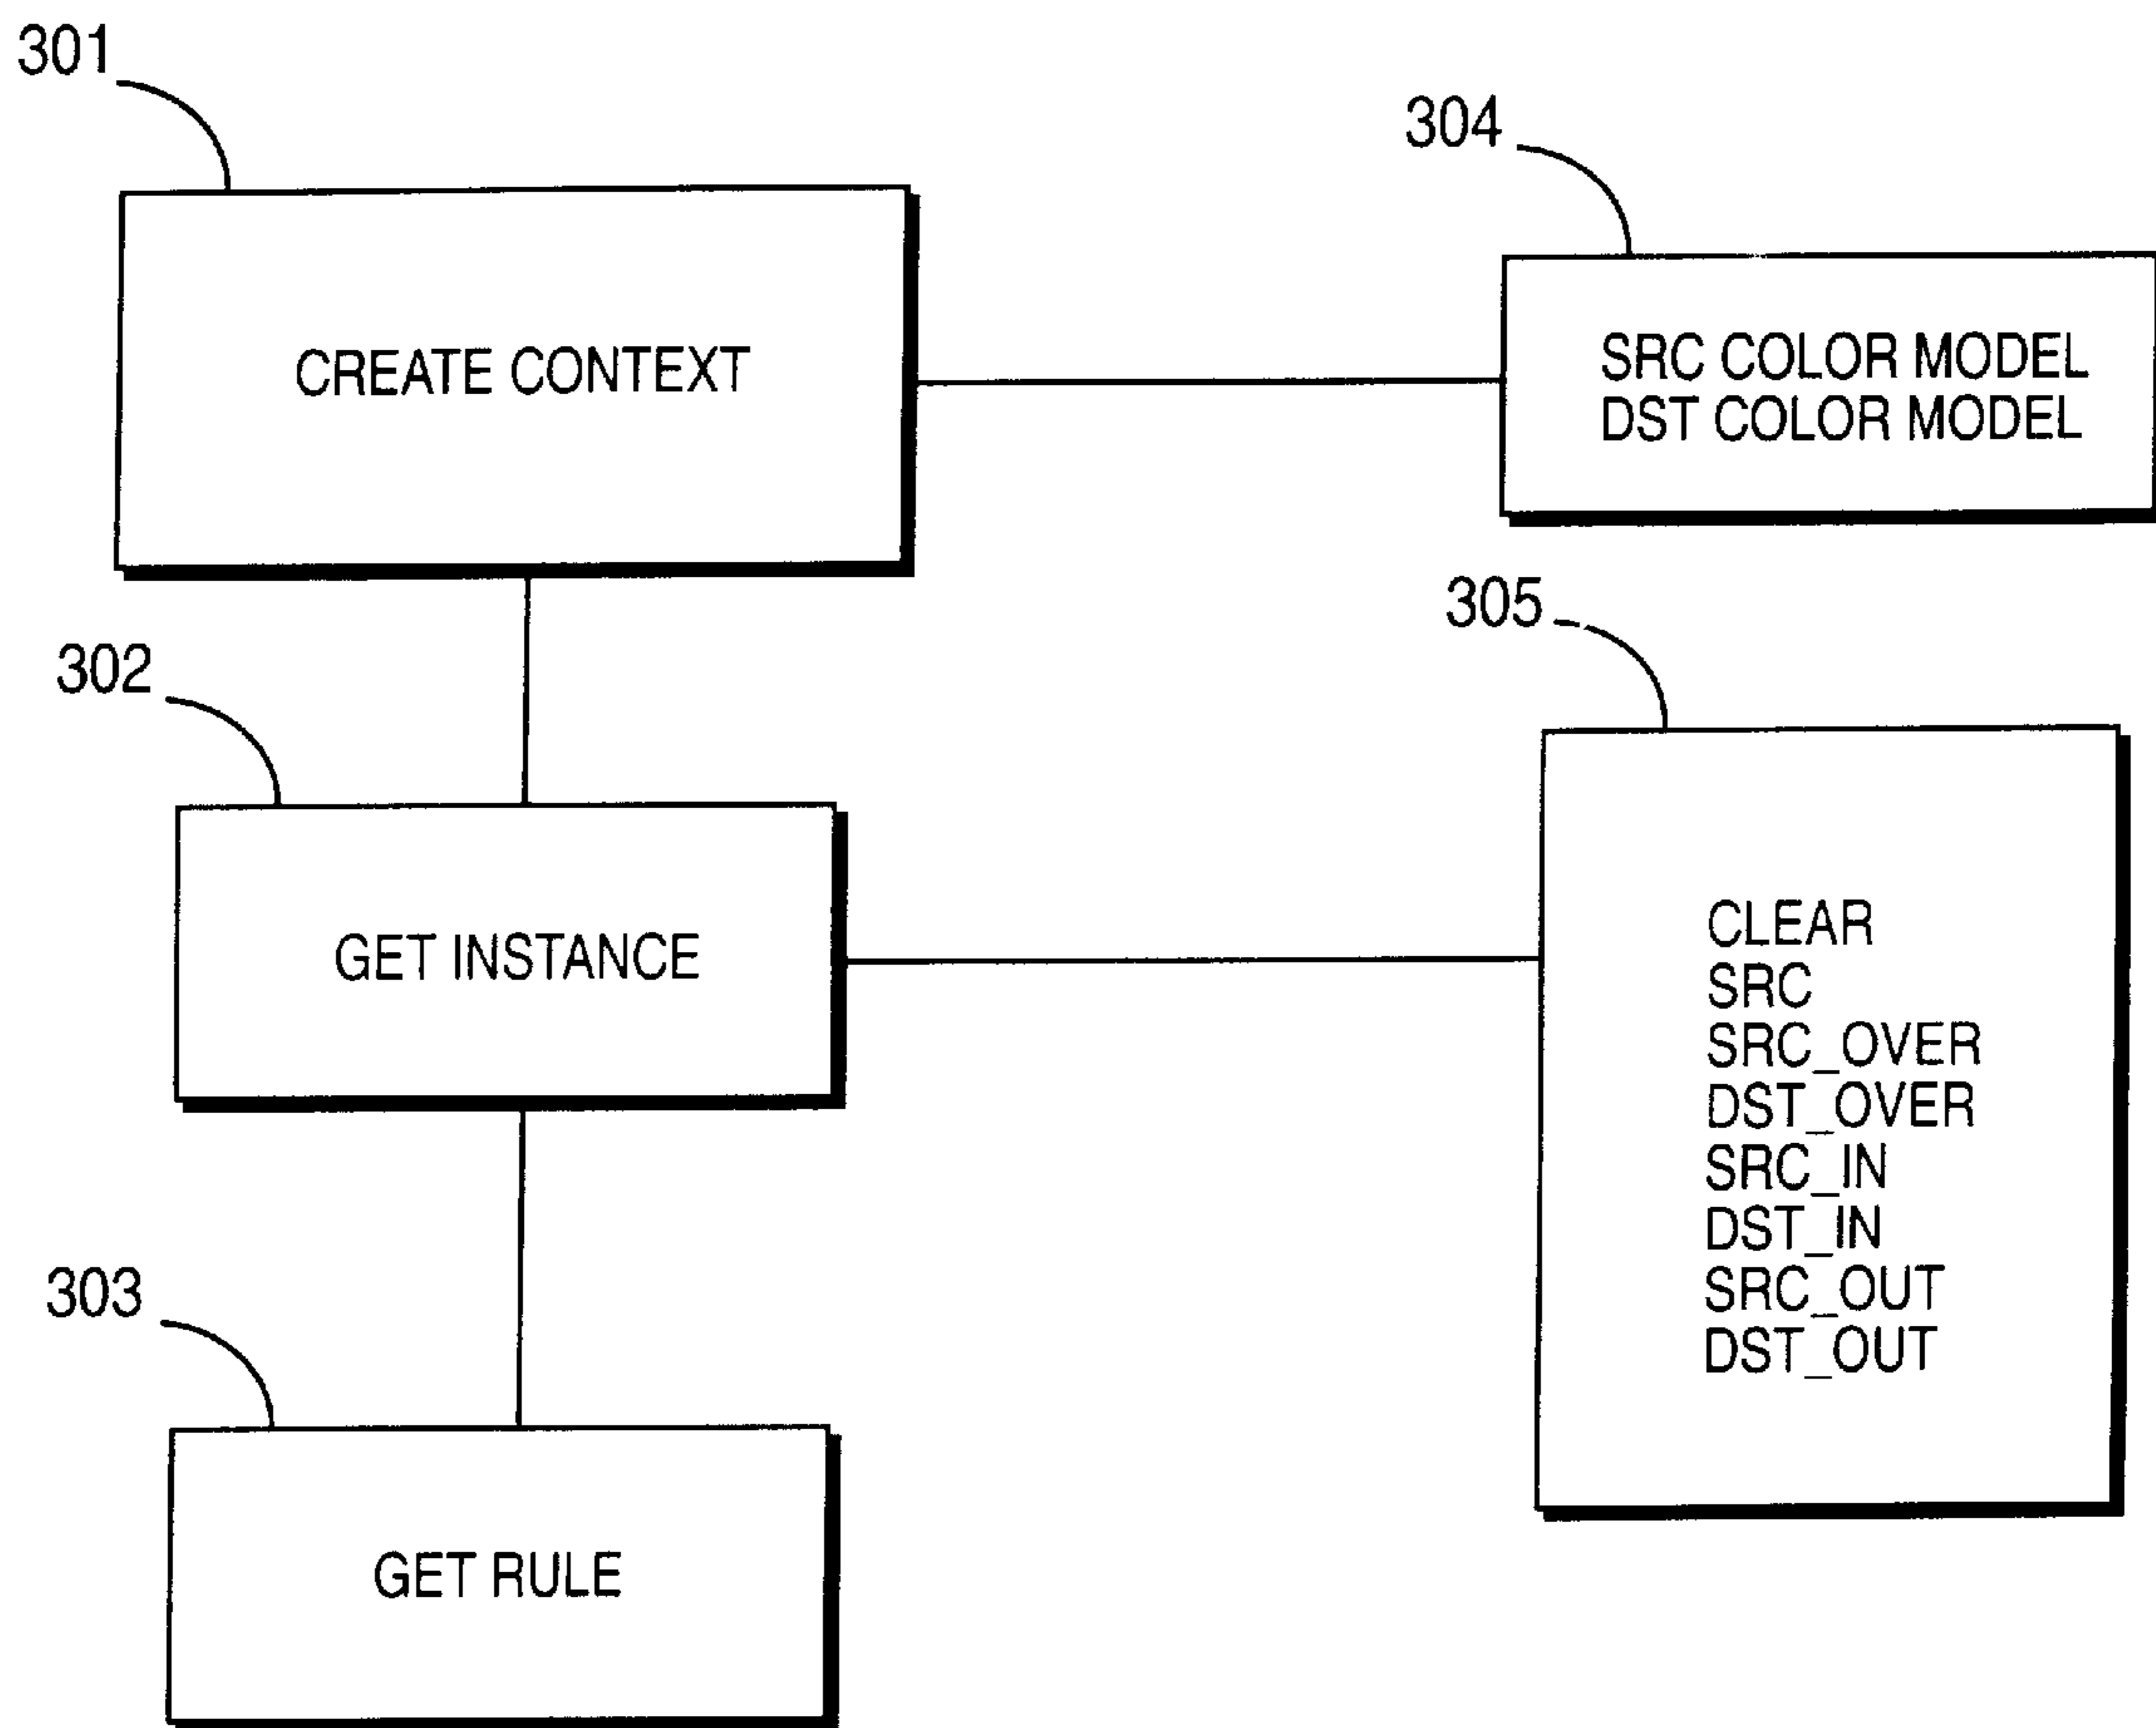 301
CREATE CONTEXT
304
SRC COLOR MODEL
DST COLOR MODEL
302
GET INSTANCE
305
CLEAR
SRC
SRC_OVER
DST_OVER
SRC_IN
DST_IN
SRC_OUT
DST_OUT
303
GET RULE